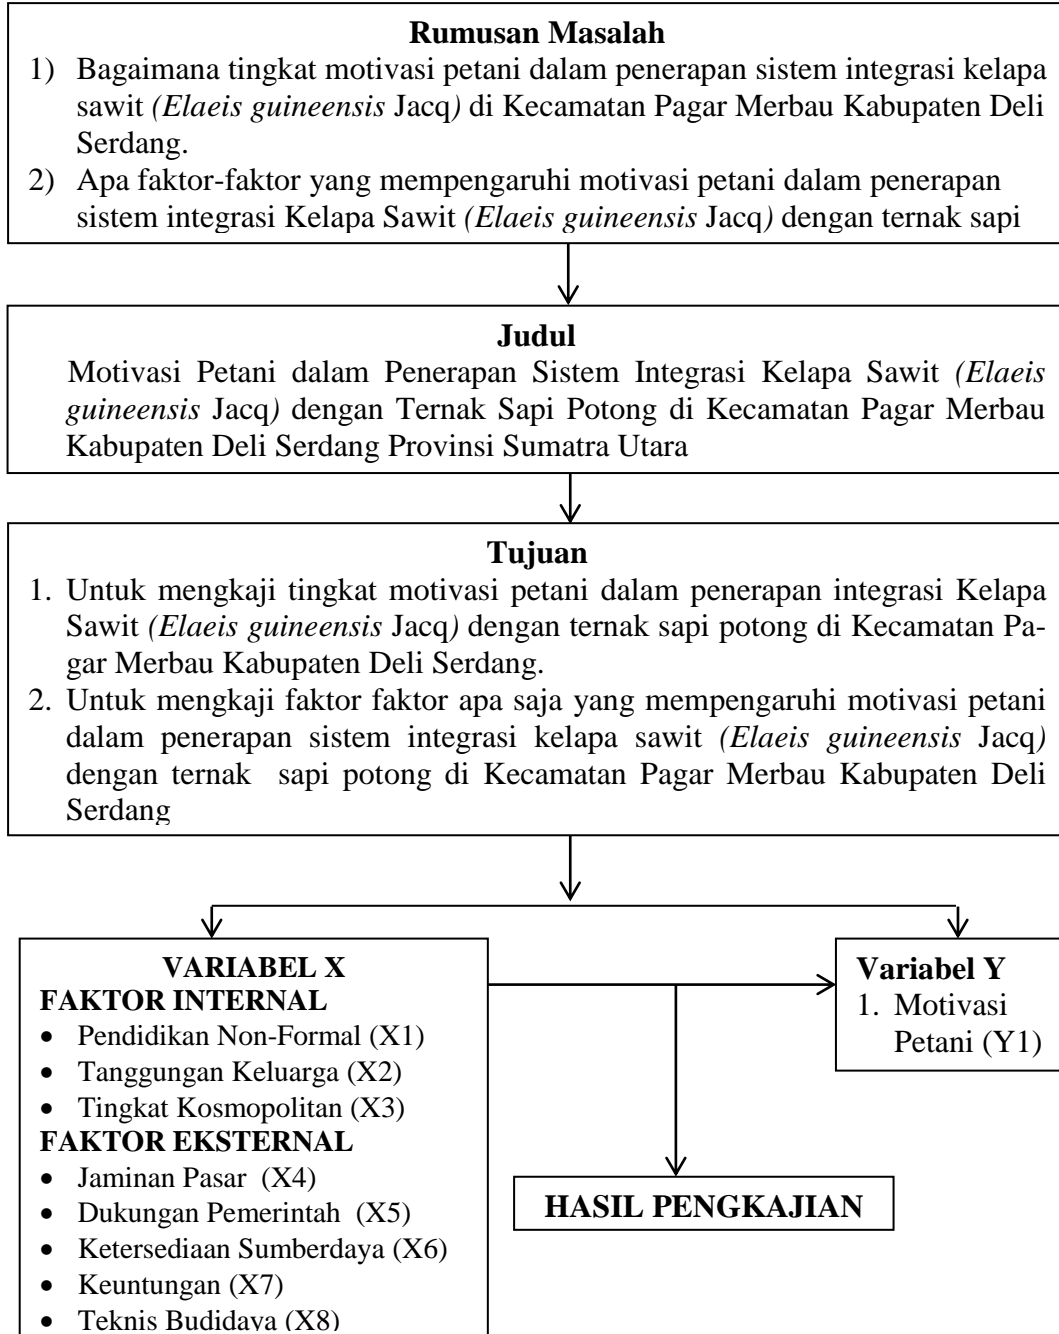 Rumusan Masalah
1) Bagaimana tingkat motivasi petani dalam penerapan sistem integrasi kelapa
sawit (Elaeis guineensis Jacq) di Kecamatan Pagar Merbau Kabupaten Deli
Serdang.
2) Apa faktor-faktor yang mempengaruhi motivasi petani dalam penerapan
sistem integrasi Kelapa Sawit (Elaeis guineensis Jacq) dengan ternak sapi
Judul
Motivasi Petani dalam Penerapan Sistem Integrasi Kelapa Sawit (Elaeis
guineensis Jacq) dengan Ternak Sapi Potong di Kecamatan Pagar Merbau
Kabupaten Deli Serdang Provinsi Sumatra Utara
Tujuan
1. Untuk mengkaji tingkat motivasi petani dalam penerapan integrasi Kelapa
Sawit (Elaeis guineensis Jacq) dengan ternak sapi potong di Kecamatan Pa-
gar Merbau Kabupaten Deli Serdang.
2. Untuk mengkaji faktor faktor apa saja yang mempengaruhi motivasi petani
dalam penerapan sistem integrasi kelapa sawit (Elaeis guineensis Jacq)
dengan ternak sapi potong di Kecamatan Pagar Merbau Kabupaten Deli
Serdang
VARIABEL X
FAKTOR INTERNAL
• Pendidikan Non-Formal (X1)
• Tanggungan Keluarga (X2)
• Tingkat Kosmopolitan (X3)
FAKTOR EKSTERNAL
• Jaminan Pasar (X4)
• Dukungan Pemerintah (X5)
• Ketersediaan Sumberdaya (X6)
• Keuntungan (X7)
• Teknis Budidaya (X8)
Variabel Y
1. Motivasi
Petani (Y1)
HASIL PENGKAJIAN